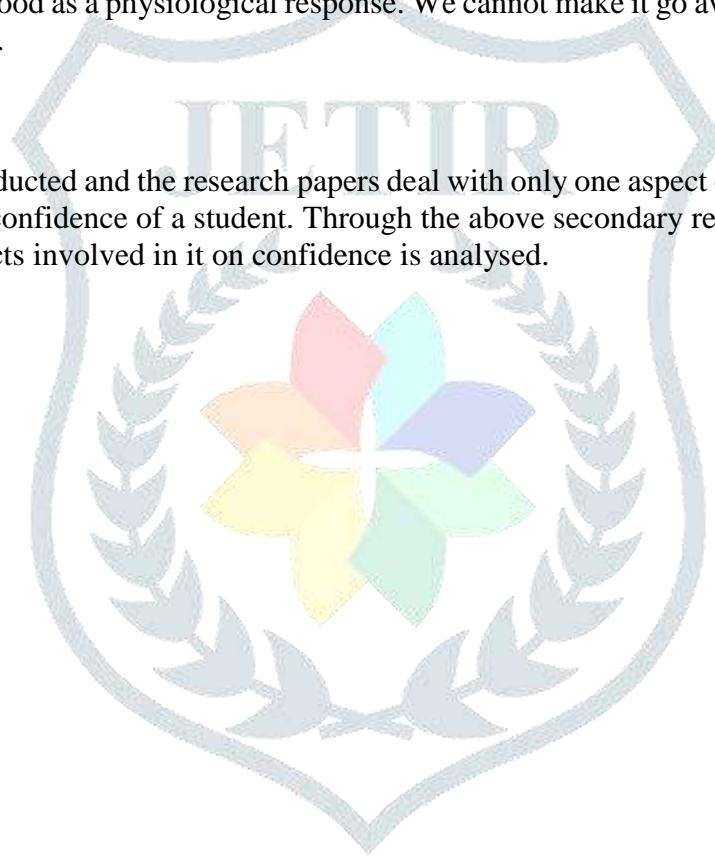 ood as a physiological response. We cannot make it go av
.
JETIR
ducted and the research papers deal with only one aspect
confidence of a student. Through the above secondary re
cts involved in it on confidence is analysed.